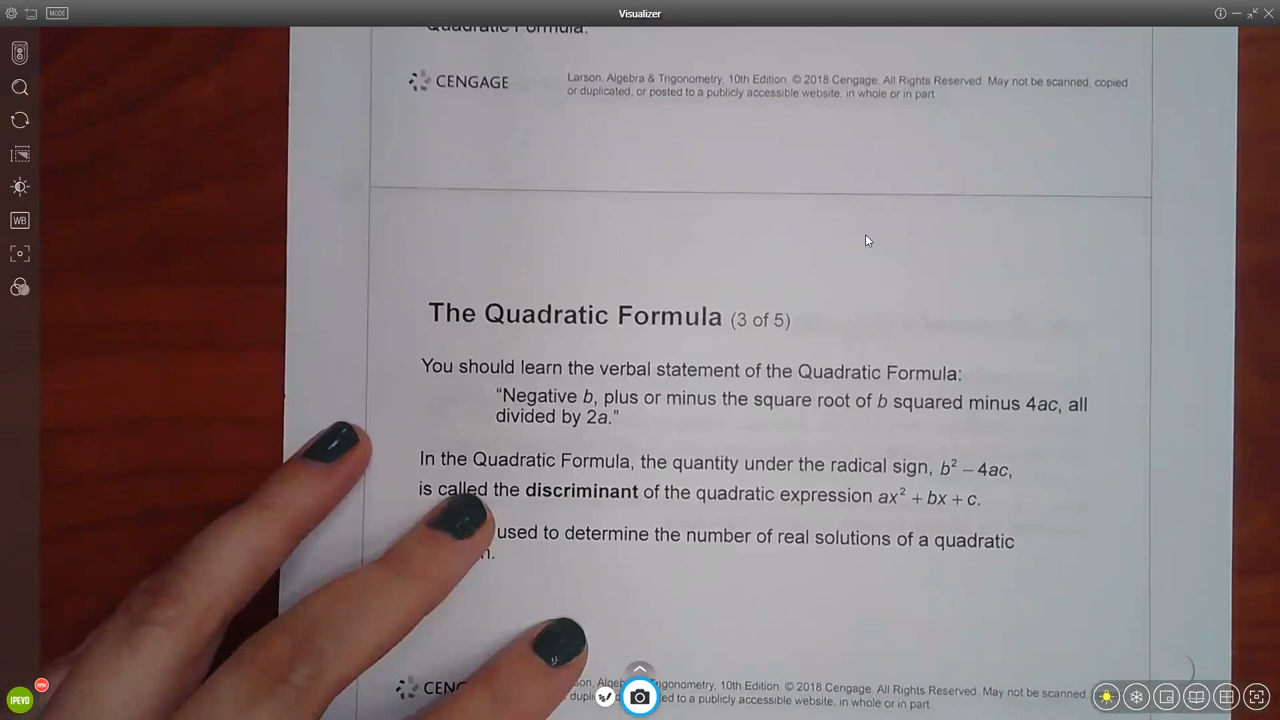 MODE
Visualizer
Quadratic Formula.
CENGAGE
Larson, Algebra & Trigonometry, 10th Edition. © 2018 Cengage. All Rights Reserved. May not be scanned, copied
or duplicated, or posted to a publicly accessible website, in whole or in part.
WB
The Quadratic Formula (3 of 5)
You should learn the verbal statement of the Quadratic Formula:
“Negative b, plus or minus the square root of b squared minus 4ac, all
divided by 2a.”
In the Quadratic Formula, the quantity under the radical sign, b² – 4ac,
is called the discriminant of the quadratic expression ax² + bx + c.
used to determine the number of real solutions of a quadratic
10th Edition. © 2018 Cengage. All Rights Reserved. May not be scanned,
ed to a publicly accessible website, in whole or in part.
IPEVO
new